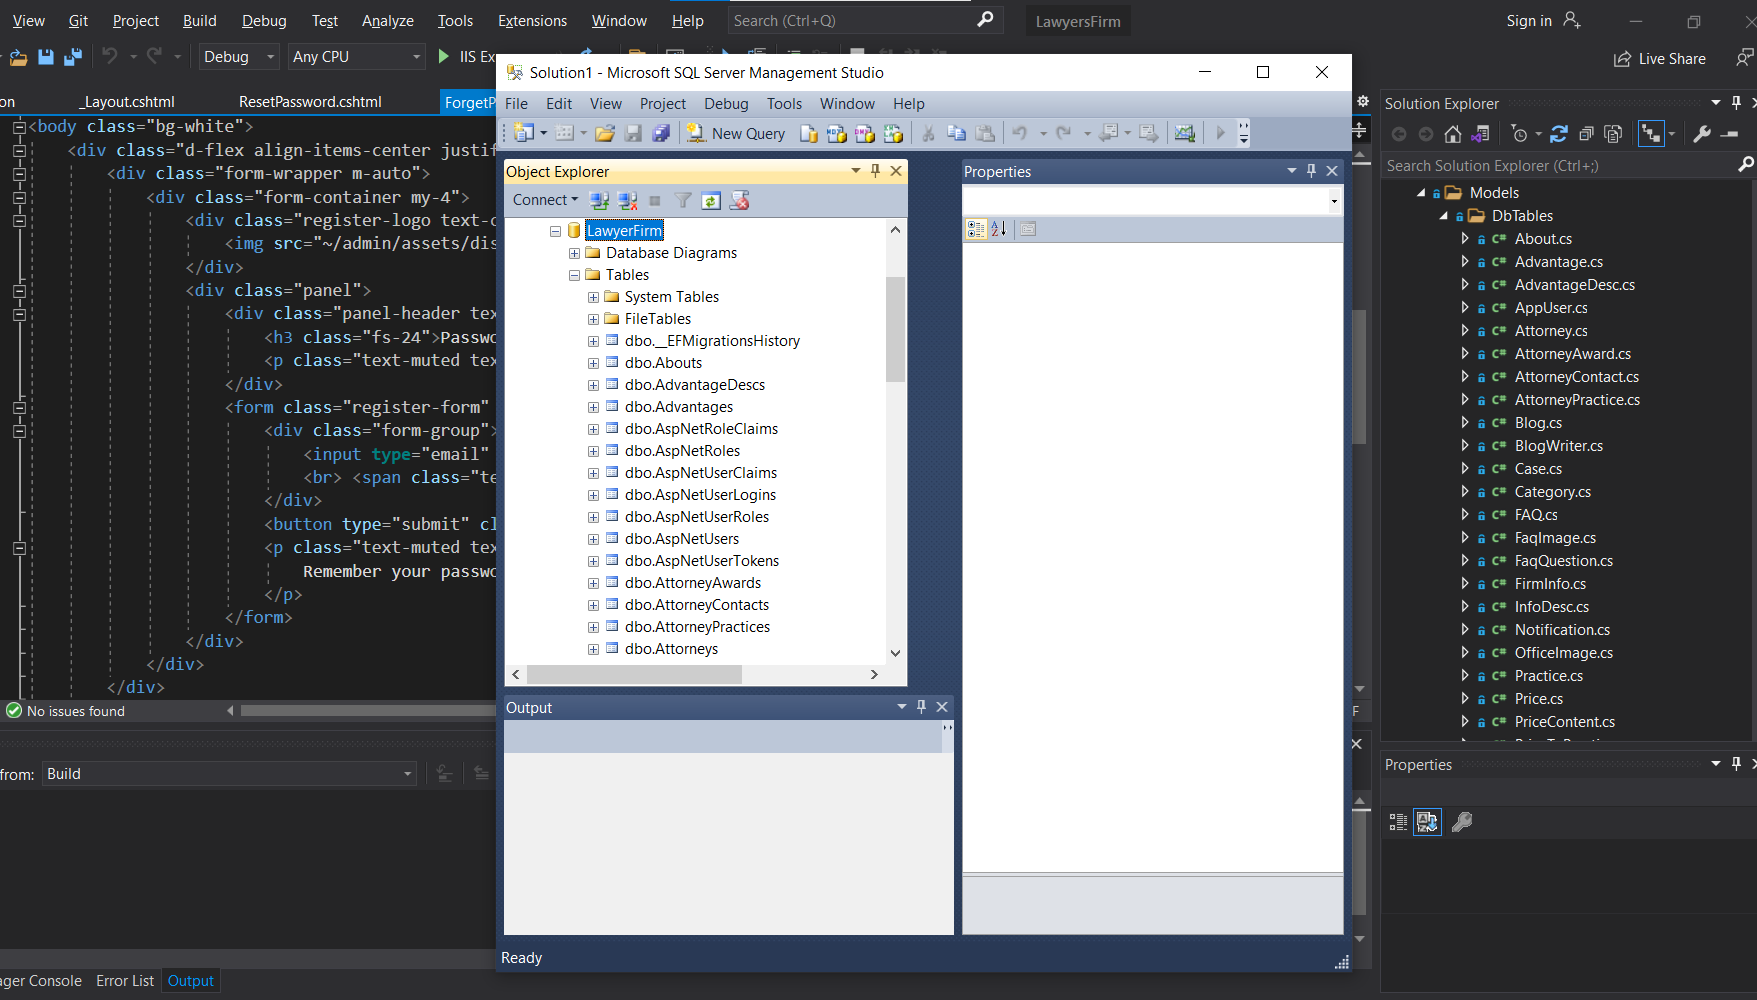 View Git Project Build Debug Test Analyze Tools Extensions Window Help Search (Ctrl+Q) LawyersFirm Sign in
Debug Any CPU IIS Ex Live Share
on _Layout.cshtml ResetPassword.cshtml ForgetP
<body class="bg-white">
<div class="d-flex align-items-center justif
<div class="form-wrapper m-auto">
<div class="form-container my-4">
<div class="register-logo text-c
<img src="~/admin/assets/dis
</div>
<div class="panel">
<div class="panel-header tex
<h3 class="fs-24">Passwo
<p class="text-muted tex
</div>
<form class="register-form"
<div class="form-group">
<input type="email"
<br> <span class="te
</div>
<button type="submit" cl
<p class="text-muted tex
Remember your passwo
</p>
</form>
</div>
</div>
</div>
No issues found
from: Build
ager Console Error List Output
Solution1 - Microsoft SQL Server Management Studio
File Edit View Project Debug Tools Window Help
New Query
Object Explorer
Connect
LawyerFirm
Database Diagrams
Tables
System Tables
FileTables
dbo.__EFMigrationsHistory
dbo.Abouts
dbo.AdvantageDescs
dbo.Advantages
dbo.AspNetRoleClaims
dbo.AspNetRoles
dbo.AspNetUserClaims
dbo.AspNetUserLogins
dbo.AspNetUserRoles
dbo.AspNetUsers
dbo.AspNetUserTokens
dbo.AttorneyAwards
dbo.AttorneyContacts
dbo.AttorneyPractices
dbo.Attorneys
Output
Properties
Ready
Solution Explorer
Search Solution Explorer (Ctrl+;)
Models
DbTables
C# About.cs
C# Advantage.cs
C# AdvantageDesc.cs
C# AppUser.cs
C# Attorney.cs
C# AttorneyAward.cs
C# AttorneyContact.cs
C# AttorneyPractice.cs
C# Blog.cs
C# BlogWriter.cs
C# Case.cs
C# Category.cs
C# FAQ.cs
C# FaqImage.cs
C# FaqQuestion.cs
C# FirmInfo.cs
C# InfoDesc.cs
C# Notification.cs
C# OfficeImage.cs
C# Practice.cs
C# Price.cs
C# PriceContent.cs
F
Properties